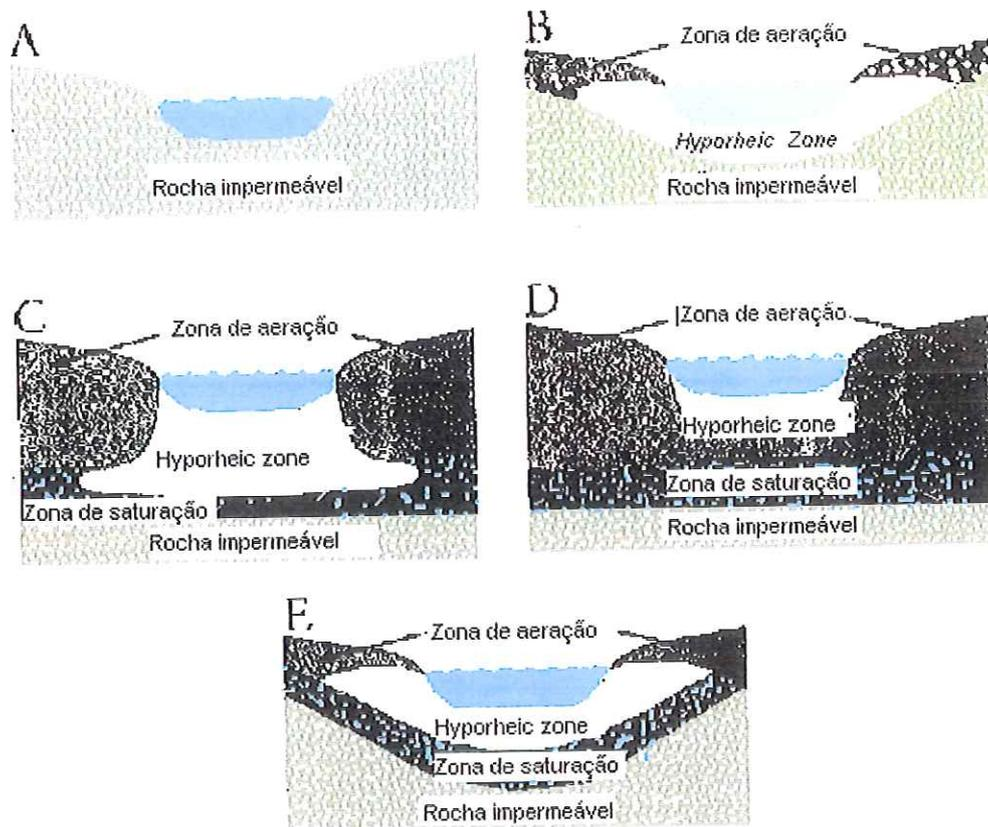 A
Rocha impermeável
B
Zona de aeração
Hyporheic Zone
Rocha impermeável
C
Zona de aeração
Hyporheic zone
Zona de saturação
Rocha impermeável
D
Zona de aeração
Hyporheic zone
Zona de saturação
Rocha impermeável
E
Zona de aeração
Hyporheic zone
Zona de saturação
Rocha impermeável